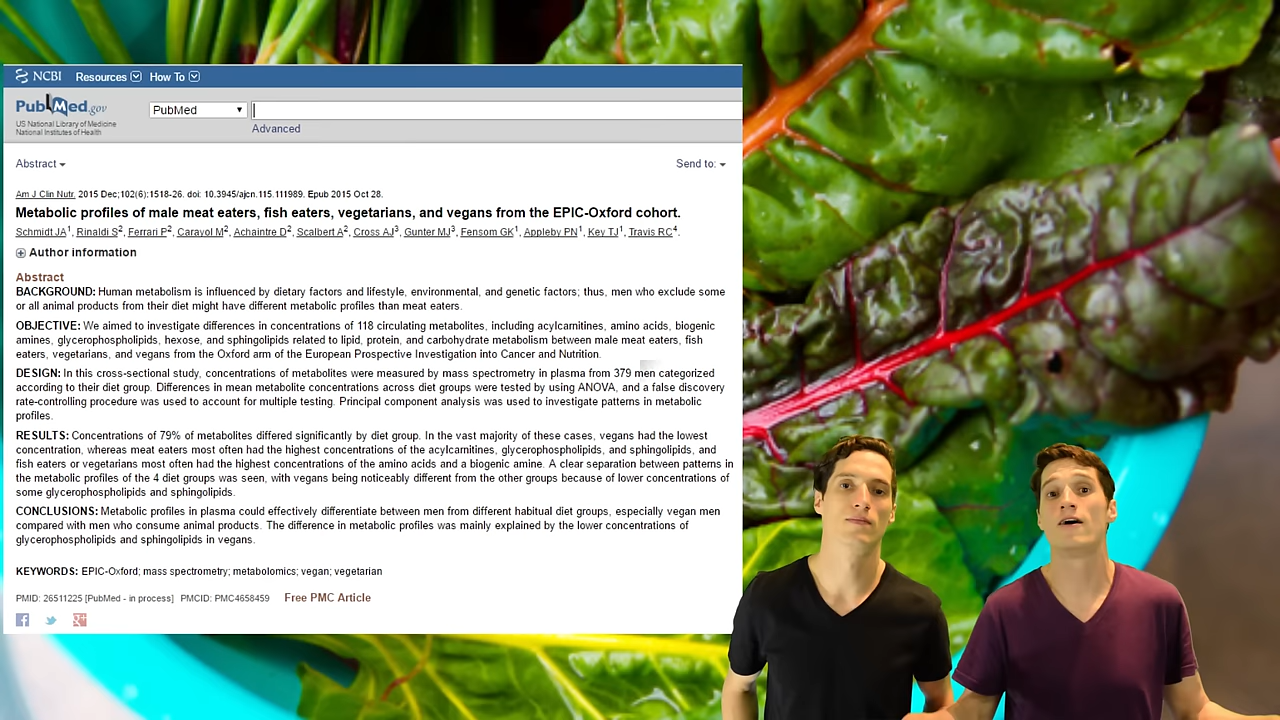 NCBI Resources How To
PubMed.gov
US National Library of Medicine
National Institutes of Health
PubMed
Advanced
Abstract
Send to:
Am J Clin Nutr. 2015 Dec;102(6):1518-26. doi: 10.3945/ajcn.115.111989. Epub 2015 Oct 28.
Metabolic profiles of male meat eaters, fish eaters, vegetarians, and vegans from the EPIC-Oxford cohort.
Schmidt JA1, Rinaldi S2, Ferrari P2, Carayol M2, Achaintre D2, Scalbert A2, Cross AJ3, Gunter MJ3, Fensom GK1, Appleby PN1, Key TJ1, Travis RC4.
Author information
Abstract
BACKGROUND: Human metabolism is influenced by dietary factors and lifestyle, environmental, and genetic factors; thus, men who exclude some
or all animal products from their diet might have different metabolic profiles than meat eaters.
OBJECTIVE: We aimed to investigate differences in concentrations of 118 circulating metabolites, including acylcarnitines, amino acids, biogenic
amines, glycerophospholipids, hexose, and sphingolipids related to lipid, protein, and carbohydrate metabolism between male meat eaters, fish
eaters, vegetarians, and vegans from the Oxford arm of the European Prospective Investigation into Cancer and Nutrition.
DESIGN: In this cross-sectional study, concentrations of metabolites were measured by mass spectrometry in plasma from 379 men categorized
according to their diet group. Differences in mean metabolite concentrations across diet groups were tested by using ANOVA, and a false discovery
rate-controlling procedure was used to account for multiple testing. Principal component analysis was used to investigate patterns in metabolic
profiles.
RESULTS: Concentrations of 79% of metabolites differed significantly by diet group. In the vast majority of these cases, vegans had the lowest
concentration, whereas meat eaters most often had the highest concentrations of the acylcarnitines, glycerophospholipids, and sphingolipids, and
fish eaters or vegetarians most often had the highest concentrations of the amino acids and a biogenic amine. A clear separation between patterns in
the metabolic profiles of the 4 diet groups was seen, with vegans being noticeably different from the other groups because of lower concentrations of
some glycerophospholipids and sphingolipids.
CONCLUSIONS: Metabolic profiles in plasma could effectively differentiate between men from different habitual diet groups, especially vegan men
compared with men who consume animal products. The difference in metabolic profiles was mainly explained by the lower concentrations of
glycerophospholipids and sphingolipids in vegans.
KEYWORDS: EPIC-Oxford; mass spectrometry; metabolomics; vegan; vegetarian
PMID: 26511225 [PubMed - in process] PMCID: PMC4658459 Free PMC Article